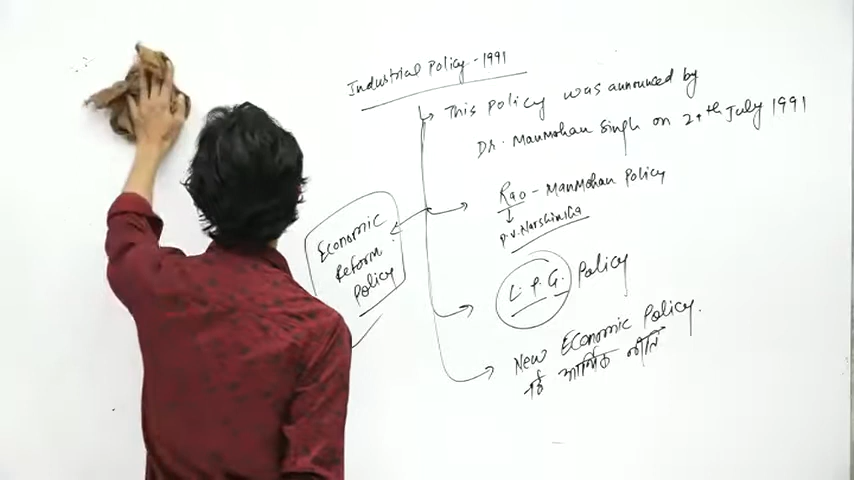 Industrial Policy - 1991
This Policy was announced by
Dr. Manmohan Singh on 24th July 1991
Rao - Manmohan Policy
P.V. Narshimha
Economic
Reform
Policy
L.P.G. Policy
New Economic Policy.
नई आर्थिक नीति